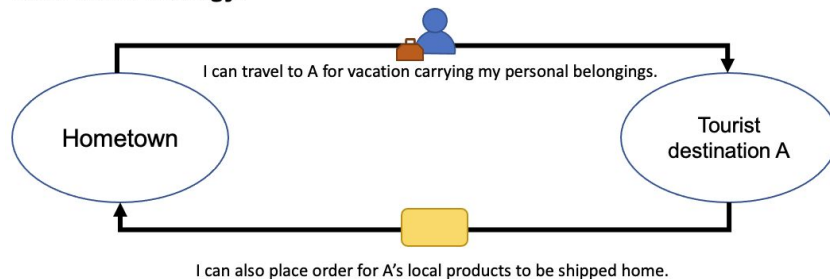 I can travel to A for vacation carrying my personal belongings.
Hometown
Tourist
destination A
I can also place order for A's local products to be shipped home.